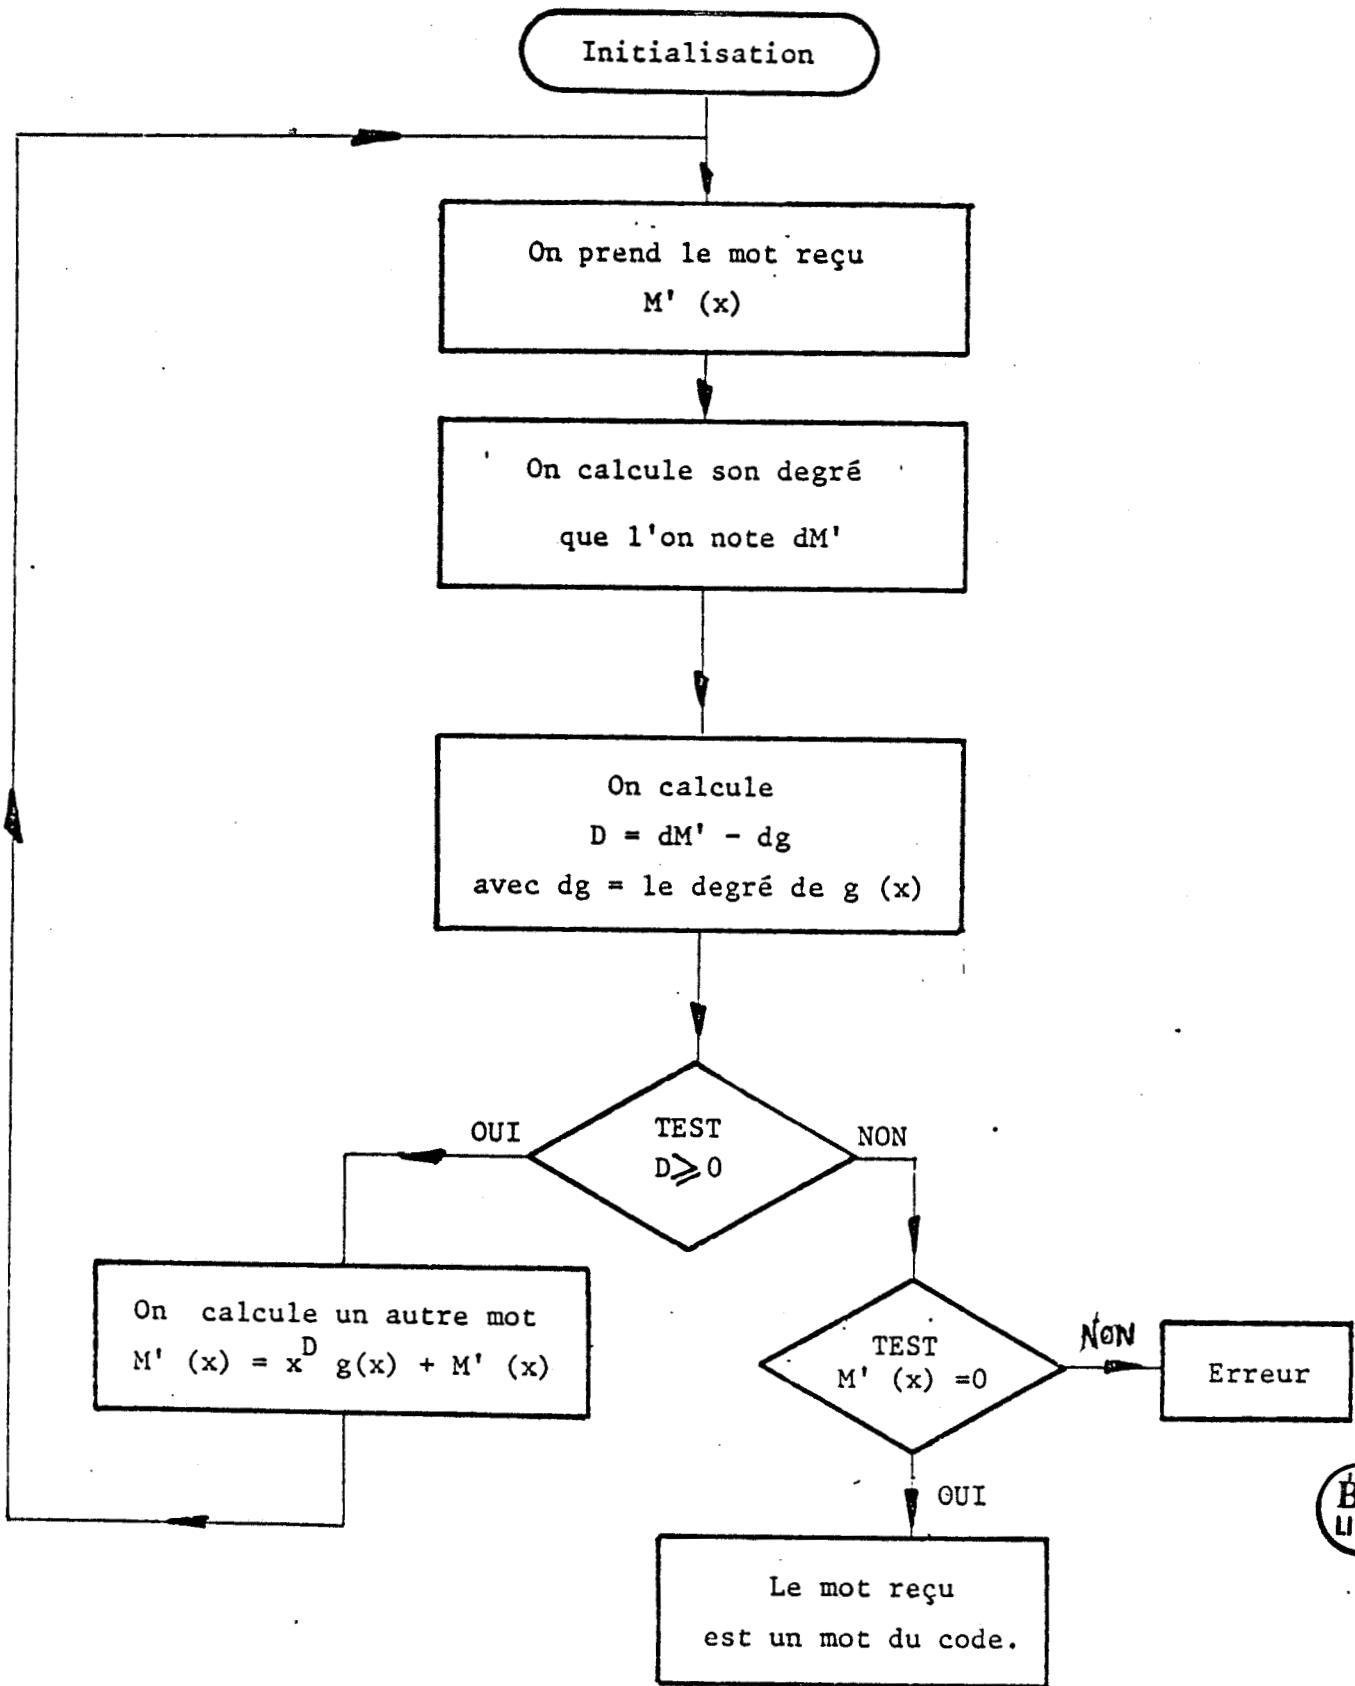 Initialisation
On prend le mot reçu
M' (x)
On calcule son degré
que l'on note dM'
On calcule
D = dM' - dg
avec dg = le degré de g (x)
TEST
D⩾0
OUI
NON
On calcule un autre mot
M' (x) = x^D g(x) + M' (x)
TEST
M' (x) =0
NON
Erreur
OUI
Le mot reçu
est un mot du code.